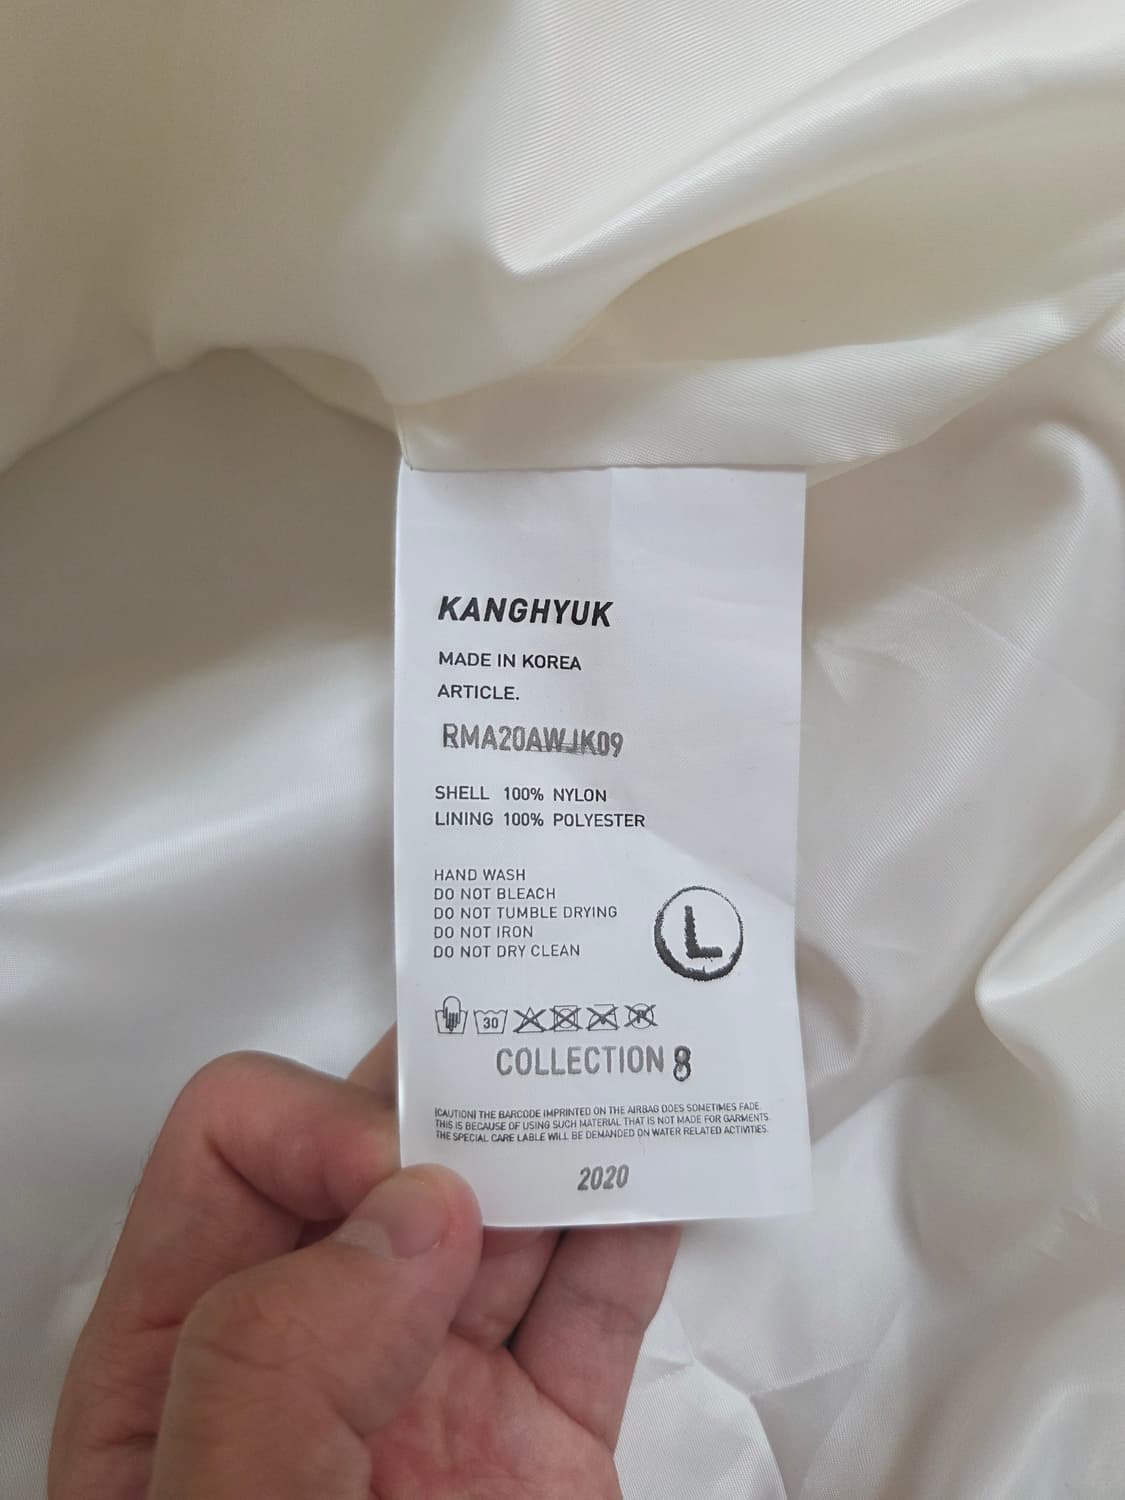 KANGHYUK
MADE IN KOREA
ARTICLE.
RMA20AWJK09
SHELL 100% NYLON
LINING 100% POLYESTER
HAND WASH
DO NOT BLEACH
DO NOT TUMBLE DRYING
DO NOT IRON
DO NOT DRY CLEAN
L
30
COLLECTION 8
[CAUTION] THE BARCODE IMPRINTED ON THE AIRBAG DOES SOMETIMES FADE.
THIS IS BECAUSE OF USING SUCH MATERIAL THAT IS NOT MADE FOR GARMENTS.
THE SPECIAL CARE LABLE WILL BE DEMANDED ON WATER RELATED ACTIVITIES.
2020